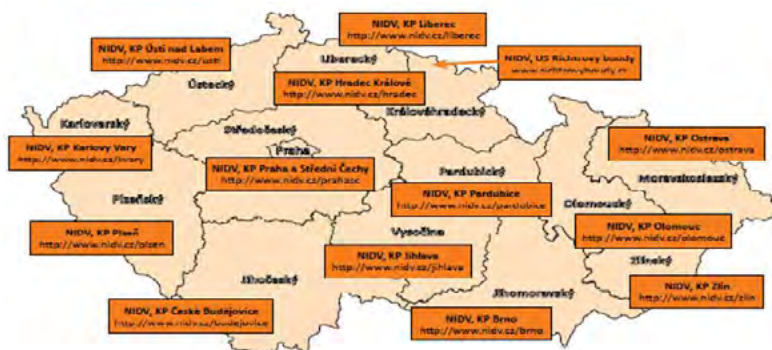 NIDV, KP Liberec
http://www.nidv.cz/liberec
NIDV, KP Ústí nad Labem
http://www.nidv.cz/usti
Liberecký
NIDV, US Richtrovy boudy
www.richtrovyboudy.cz
Ústecký
NIDV, KP Hradec Králové
http://www.nidv.cz/hradec
Královéhradecký
Karlovarský
Středočeský
Praha
NIDV, KP Ostrava
http://www.nidv.cz/ostrava
NIDV, KP Karlovy Vary
http://www.nidv.cz/kvary
NIDV, KP Praha a Střední Čechy
http://www.nidv.cz/prahasc
Pardubický
Moravskoslezský
Plzeňský
NIDV, KP Pardubice
http://www.nidv.cz/pardubice
Olomoucký
NIDV, KP Plzeň
http://www.nidv.cz/plzen
Vysočina
NIDV, KP Olomouc
http://www.nidv.cz/olomouc
NIDV, KP Jihlava
http://www.nidv.cz/jihlava
Zlínský
Jihočeský
Jihomoravský
NIDV, KP Zlín
http://www.nidv.cz/zlin
NIDV, KP České Budějovice
http://www.nidv.cz/budejovice
NIDV, KP Brno
http://www.nidv.cz/brno